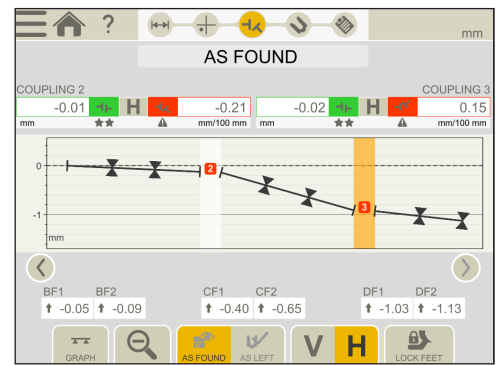 ?
mm
AS FOUND
COUPLING 2
COUPLING 3
-0.01 H -0.21
-0.02 H 0.15
mm mm/100 mm
mm mm/100 mm
0
2
3
-1
mm
BF1 BF2
CF1 CF2
DF1 DF2
-0.05 -0.09
-0.40 -0.65
-1.03 -1.13
V H
GRAPH
AS FOUND AS LEFT
LOCK FEET